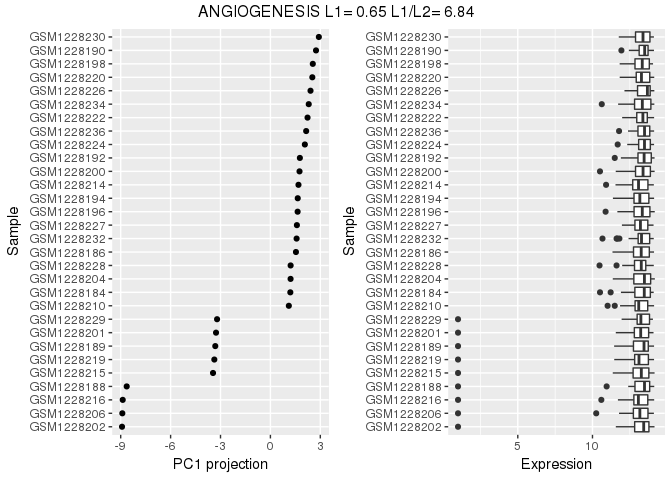 ANGIOGENESIS L1= 0.65 L1/L2= 6.84
Sample
GSM1228230
GSM1228190
GSM1228198
GSM1228220
GSM1228226
GSM1228234
GSM1228222
GSM1228236
GSM1228224
GSM1228192
GSM1228200
GSM1228214
GSM1228194
GSM1228196
GSM1228227
GSM1228232
GSM1228186
GSM1228228
GSM1228204
GSM1228184
GSM1228210
GSM1228229
GSM1228201
GSM1228189
GSM1228219
GSM1228215
GSM1228188
GSM1228216
GSM1228206
GSM1228202
-9 -6 -3 0 3
PC1 projection
Sample
GSM1228230
GSM1228190
GSM1228198
GSM1228220
GSM1228226
GSM1228234
GSM1228222
GSM1228236
GSM1228224
GSM1228192
GSM1228200
GSM1228214
GSM1228194
GSM1228196
GSM1228227
GSM1228232
GSM1228186
GSM1228228
GSM1228204
GSM1228184
GSM1228210
GSM1228229
GSM1228201
GSM1228189
GSM1228219
GSM1228215
GSM1228188
GSM1228216
GSM1228206
GSM1228202
5 10
Expression